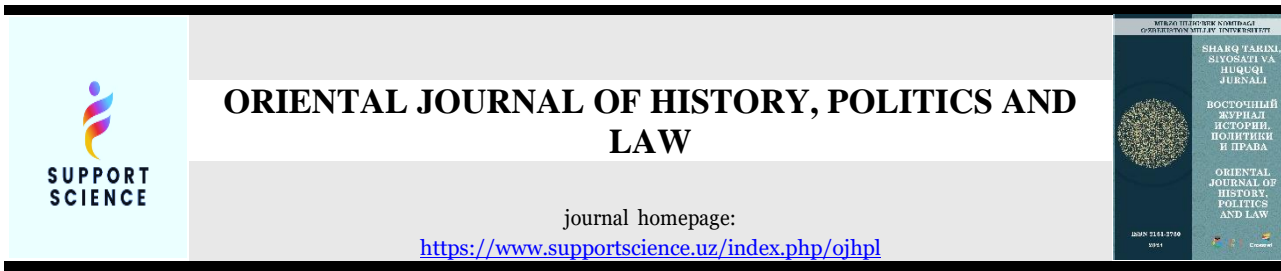 SUPPORT
SCIENCE
ORIENTAL JOURNAL OF HISTORY, POLITICS AND
LAW
journal homepage:
https://www.supportscience.uz/index.php/ojhpl
MIRZO ULUG'BEK NOMIDAGI
O'ZBEKISTON MILLIY UNIVERSITETI
SHARQ TARIXI,
SIYOSATI VA
HUQUQI
JURNALI
ВОСТОЧНЫЙ
ЖУРНАЛ
ИСТОРИИ,
ПОЛИТИКИ
И ПРАВА
ORIENTAL
JOURNAL OF
HISTORY,
POLITICS
AND LAW
ISSN
Crossref